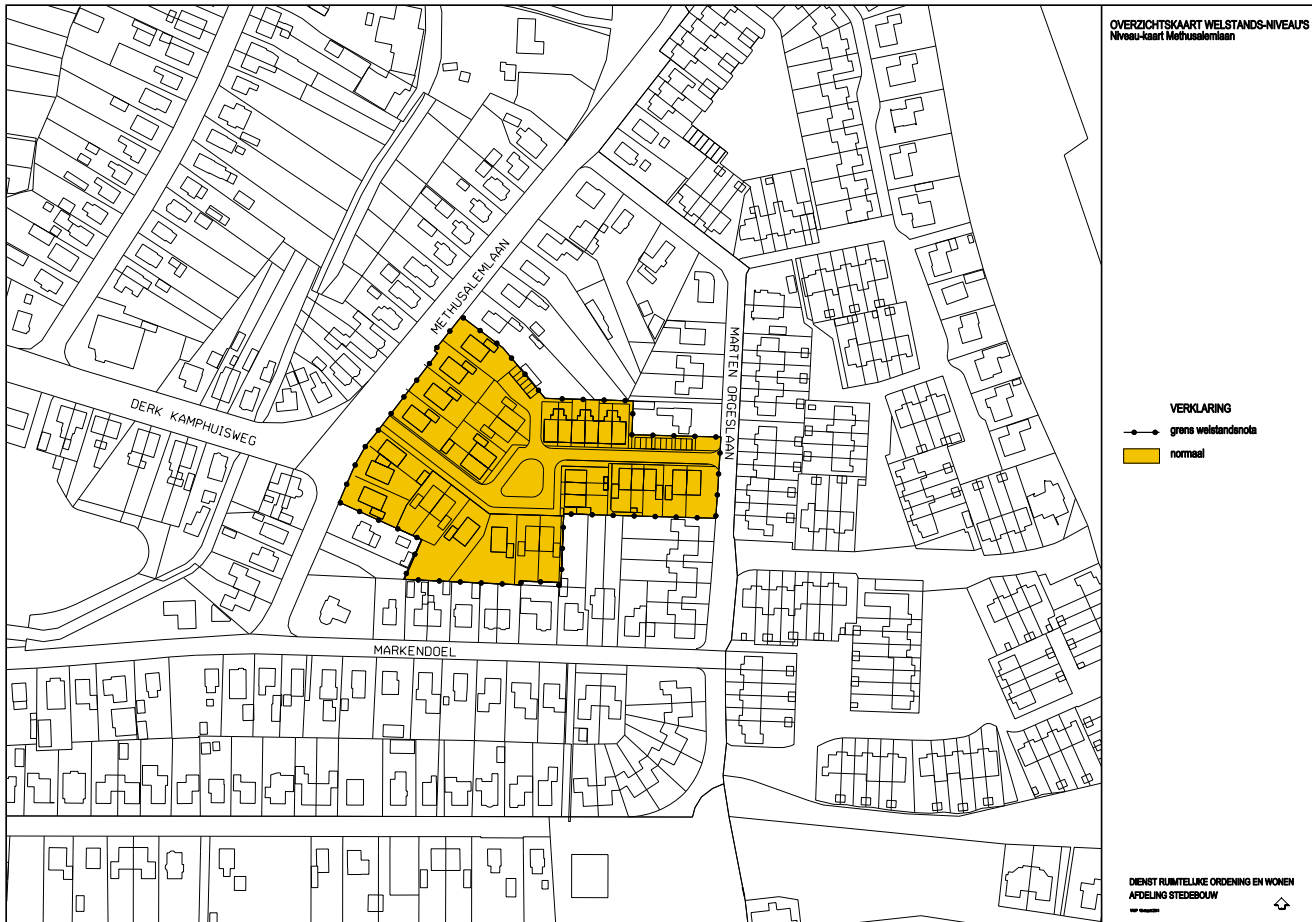 OVERZICHTSKAART WELSTANDS-NIVEAU'S
Niveau-kaart Methusalemlaan
METHUSALEMLAAN
MARTEN ORGESLAAN
DERK KAMPHUISWEG
MARKENDOEL
VERKLARING
grens welstandsnota
normaal
DIENST RUIMTELIJKE ORDENING EN WONEN
AFDELING STEDEBOUW